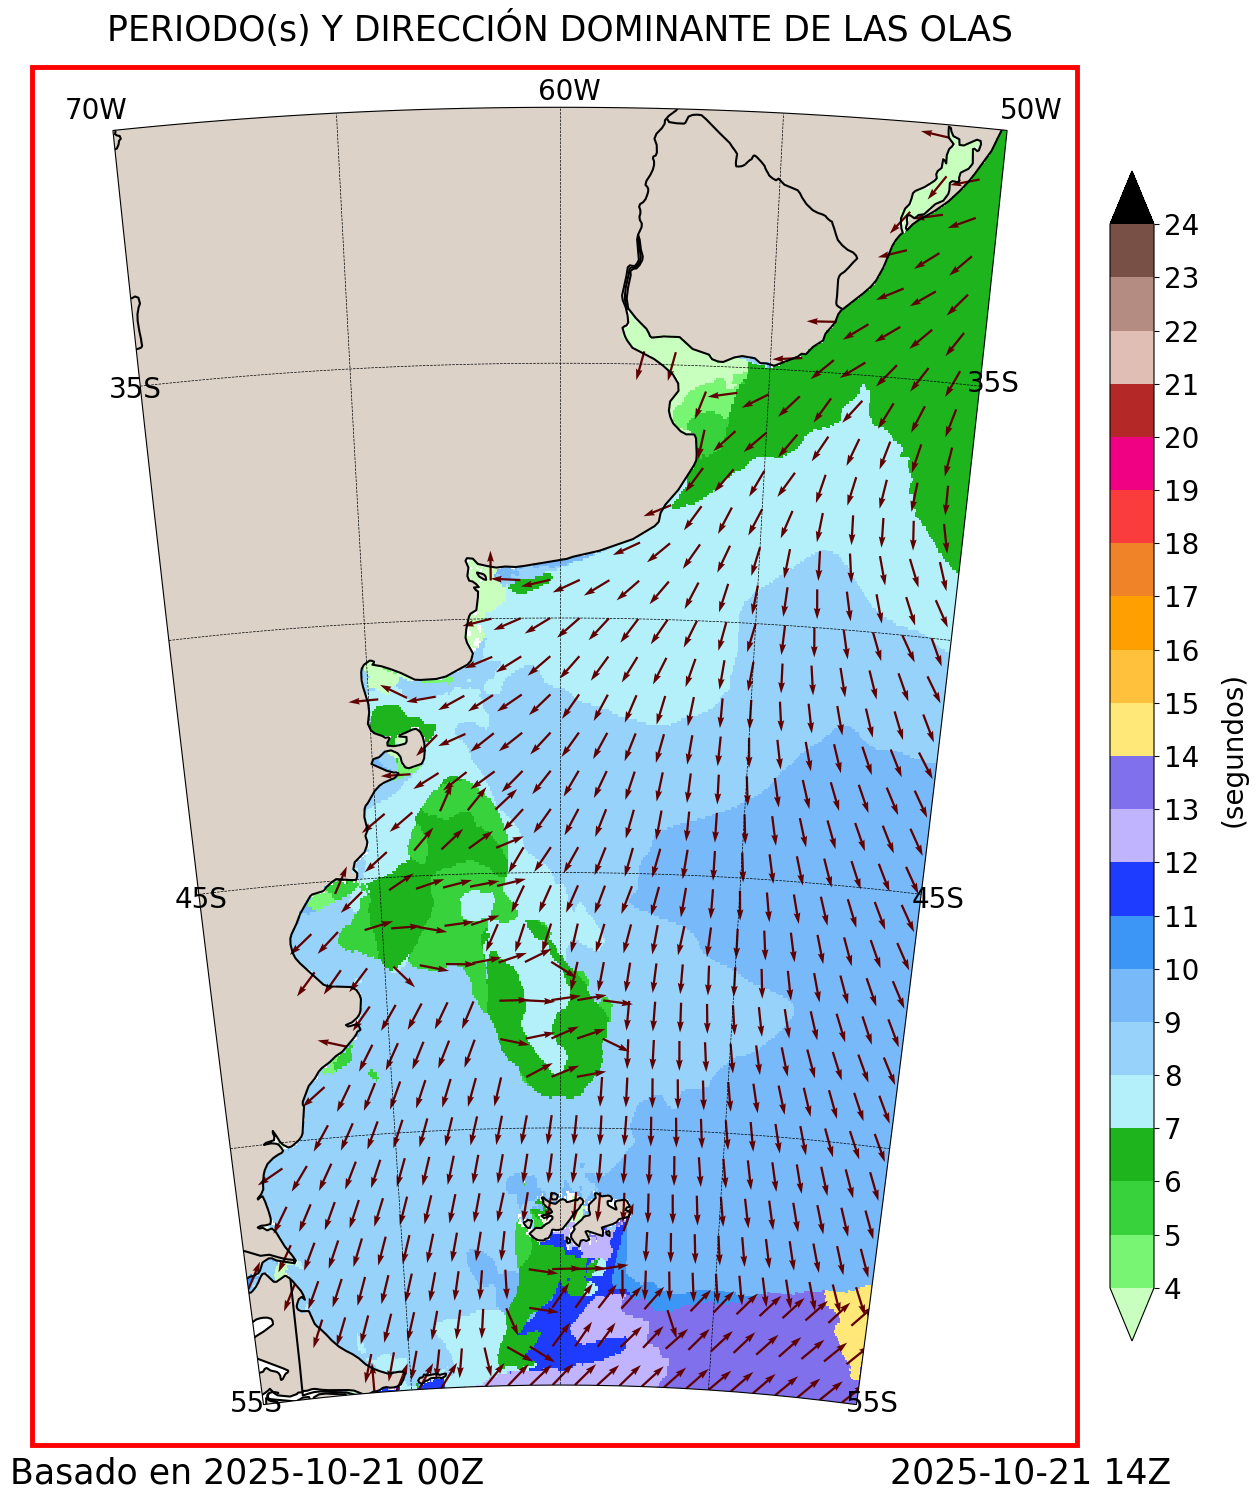 PERIODO(s) Y DIRECCIÓN DOMINANTE DE LAS OLAS
70W
60W
50W
35S
35S
45S
45S
55S
55S
24
23
22
21
20
19
18
17
16
15
14
13
12
11
10
9
8
7
6
5
4
(segundos)
Basado en 2025-10-21 00Z
2025-10-21 14Z